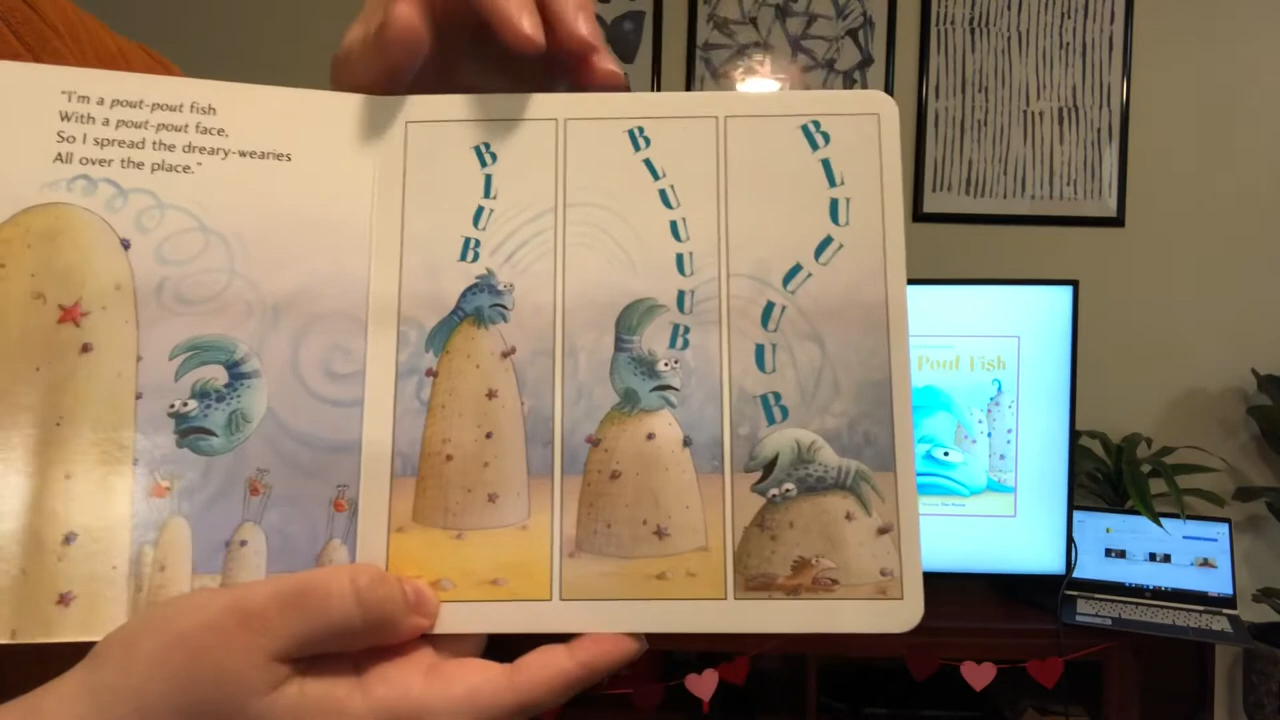 "I'm a pout-pout fish
With a pout-pout face,
So I spread the dreary-wearies
All over the place."
BLUB
BLUUUUB
BLUUUUUB
Pout Fish